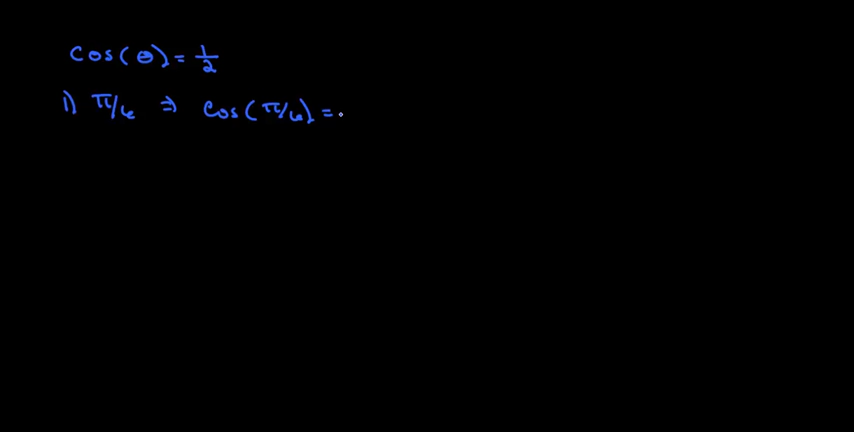 cos(θ) = 1/2
1) π/6 ⇒ cos(π/6) =